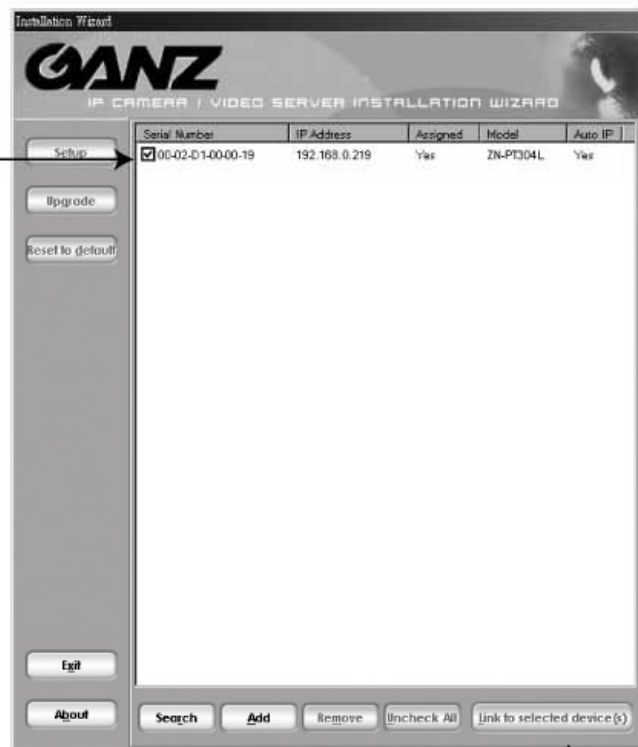 Installation Wizard
GANZ
IP CAMERA / VIDEO SERVER INSTALLATION WIZARD
Serial Number IP Address Assigned Model Auto IP
00-02-D1-00-00-19 192.168.0.219 Yes ZN-PT304L Yes
Setup
Upgrade
Reset to default
Exit
About
Search Add Remove Uncheck All Link to selected device(s)